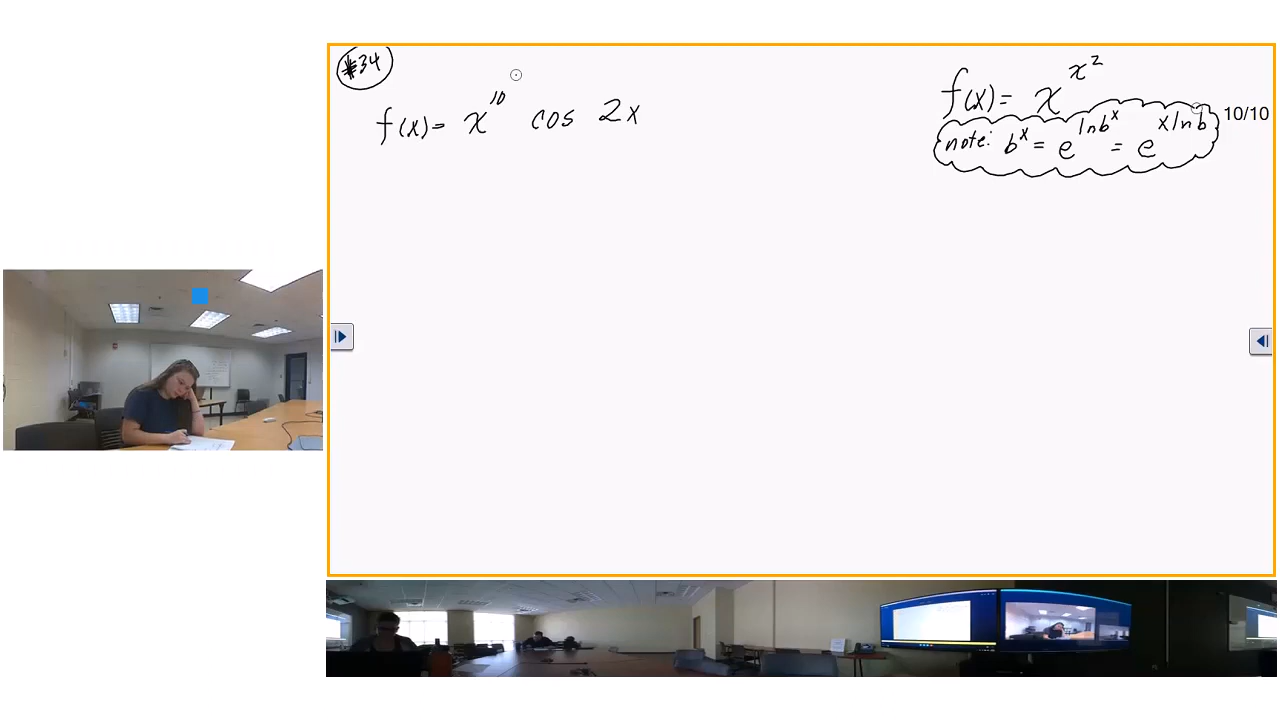 #34
f(x) = x^10 cos 2x
f(x) = x^x^2
note: b^x = e^ln b^x = e^x ln b
10/10